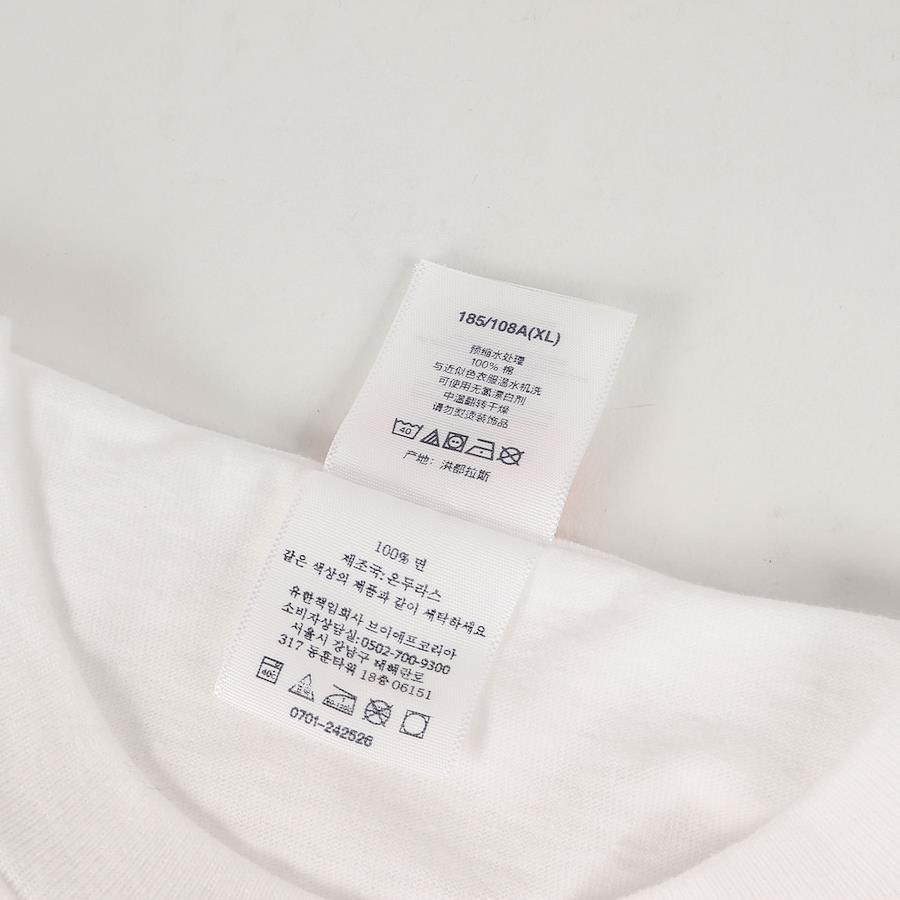 185/108A(XL)
预缩水处理
100% 棉
与近似色衣服温水机洗
可使用无氯漂白剂
中温翻转干燥
请勿熨烫装饰品
40
产地: 洪都拉斯
100% 면
제조국: 온두라스
같은 색상의 제품과 같이 세탁하세요
유한책임회사 브이에프코리아
소비자상담실: 0502-700-9300
서울시 강남구 테헤란로
317 동훈타워 18층 06151
0701-242526